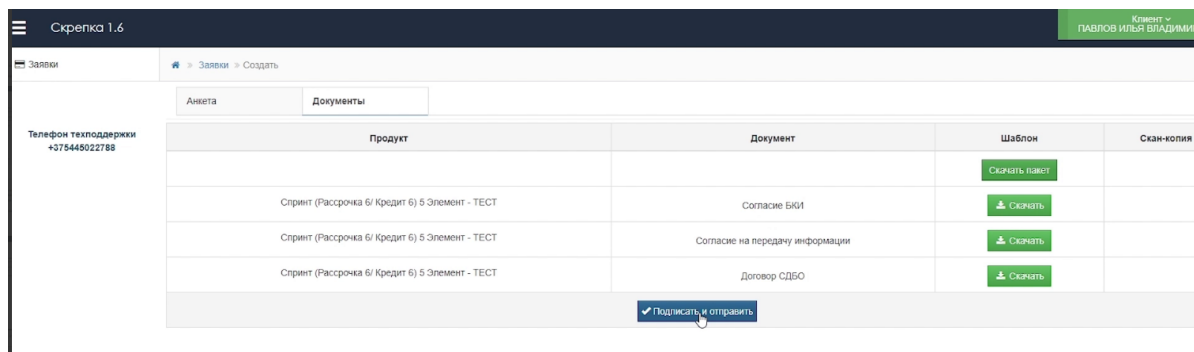 Скрепка 1.6
Клиент
ПАВЛОВ ИЛЬЯ
Заявки
» Заявки » Создать
Анкета Документы
Телефон техподдержки
+375445022788
Продукт Документ Шаблон Скан-копия
Скачать пакет
Спринт (Рассрочка 6/ Кредит 6) 5 Элемент - ТЕСТ Согласие БКИ Скачать
Спринт (Рассрочка 6/ Кредит 6) 5 Элемент - ТЕСТ Согласие на передачу информации Скачать
Спринт (Рассрочка 6/ Кредит 6) 5 Элемент - ТЕСТ Договор СДБО Скачать
Подписать и отправить